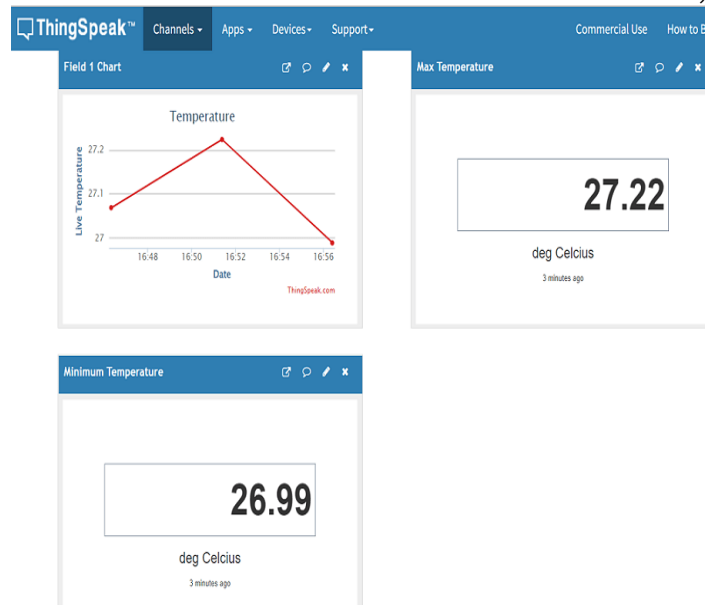 ThingSpeak™ Channels Apps Devices Support Commercial Use How to B
Field 1 Chart
Temperature
Live Temperature
27.2
27.1
27
16:48 16:50 16:52 16:54 16:56
Date
ThingSpeak.com
Max Temperature
27.22
deg Celcius
3 minutes ago
Minimum Temperature
26.99
deg Celcius
3 minutes ago